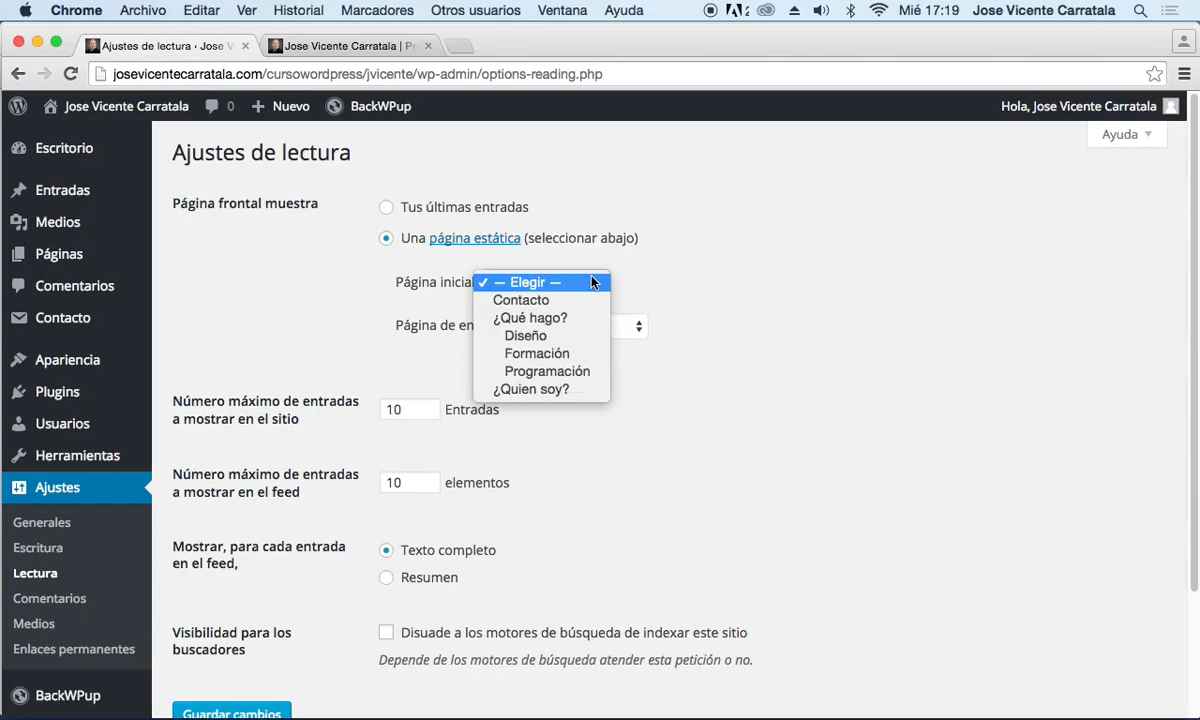 Chrome Archivo Editar Ver Historial Marcadores Otros usuarios Ventana Ayuda 2 Mié 17:19 Jose Vicente Carratala
Ajustes de lectura ‹ Jose Vi × Jose Vicente Carratala | Pr ×
josevicentecarratala.com/cursowordpress/jvicente/wp-admin/options-reading.php
Jose Vicente Carratala 0 + Nuevo BackWPup Hola, Jose Vicente Carratala
Ayuda
Escritorio
Entradas
Medios
Páginas
Comentarios
Contacto
Apariencia
Plugins
Usuarios
Herramientas
Ajustes
Generales
Escritura
Lectura
Comentarios
Medios
Enlaces permanentes
BackWPup
Ajustes de lectura
Página frontal muestra
Tus últimas entradas
Una página estática (seleccionar abajo)
Página inicial
✓ — Elegir —
Contacto
¿Qué hago?
Diseño
Formación
Programación
¿Quien soy?
Página de en
Número máximo de entradas
a mostrar en el sitio
10 Entradas
Número máximo de entradas
a mostrar en el feed
10 elementos
Mostrar, para cada entrada
en el feed,
Texto completo
Resumen
Visibilidad para los
buscadores
Disuade a los motores de búsqueda de indexar este sitio
Depende de los motores de búsqueda atender esta petición o no.
Guardar cambios